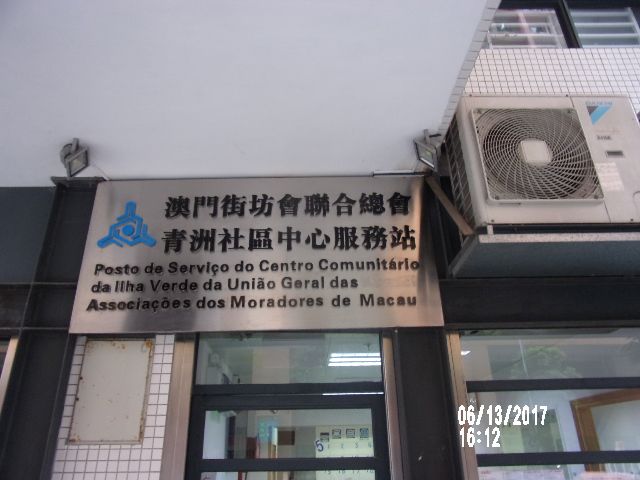 澳門街坊會聯合總會
青洲社區中心服務站
Posto de Serviço do Centro Comunitário
da Ilha Verde da União Geral das
Associações dos Moradores de Macau
DAIKIN
5
06/13/2017
16:12